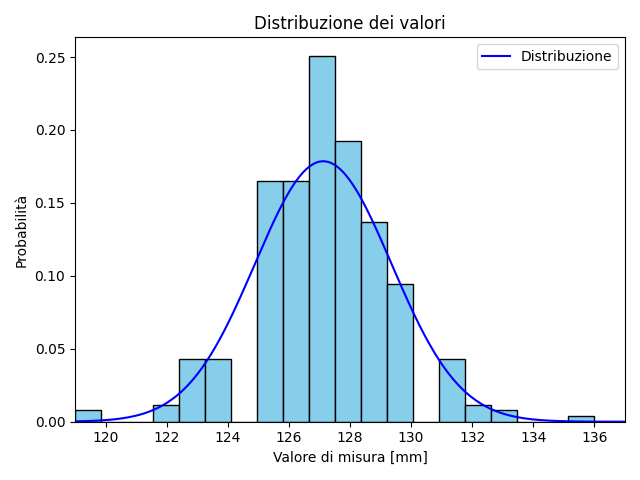 Distribuzione dei valori
Distribuzione
Probabilità
0.25
0.20
0.15
0.10
0.05
0.00
120 122 124 126 128 130 132 134 136
Valore di misura [mm]